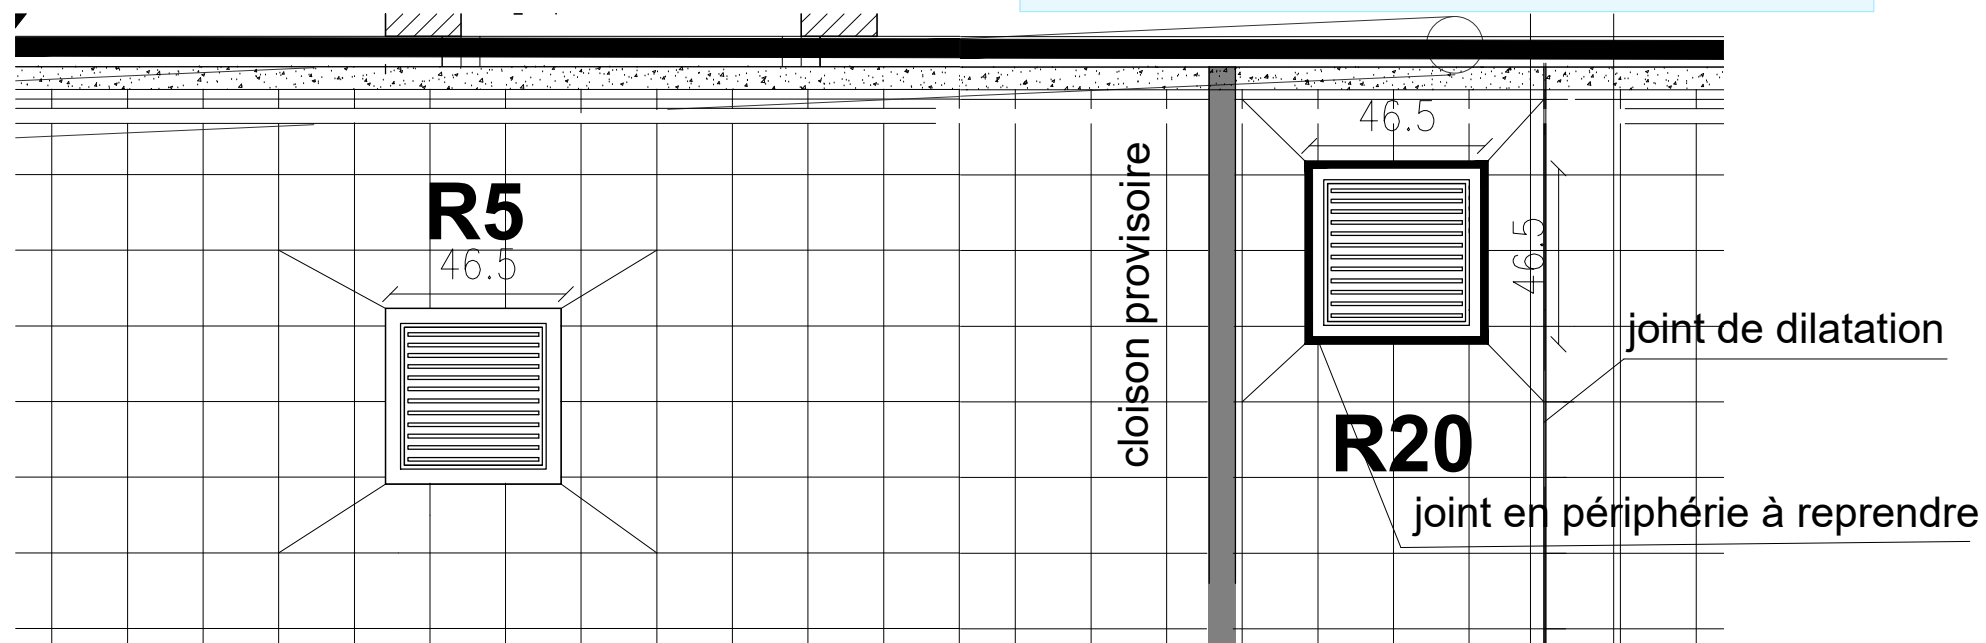 46.5
cloison provisoire
R5
46.5
46.5
joint de dilatation
R20
joint en périphérie à reprendre